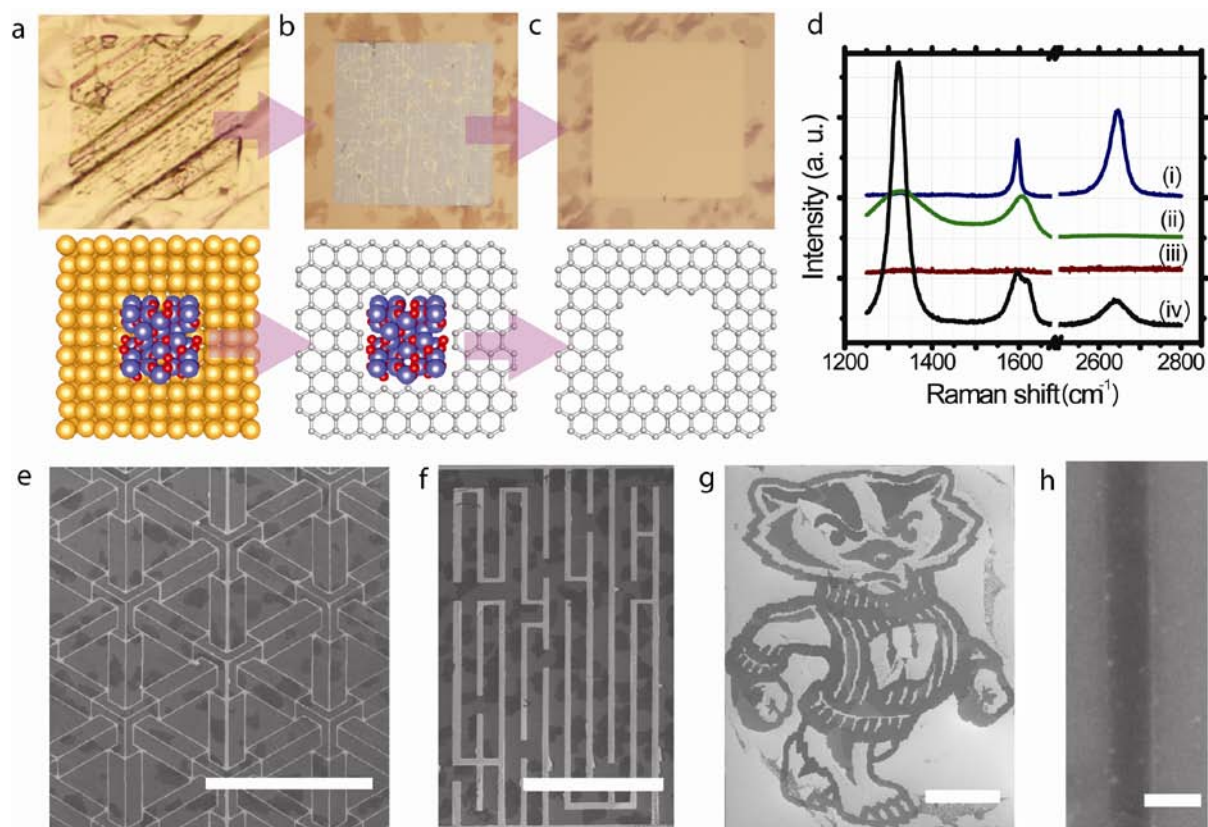 a
b
c
d
Intensity (a. u.)
(i)
(ii)
(iii)
(iv)
1200 1400 1600 2600 2800
Raman shift(cm⁻¹)
e
f
g
W
h